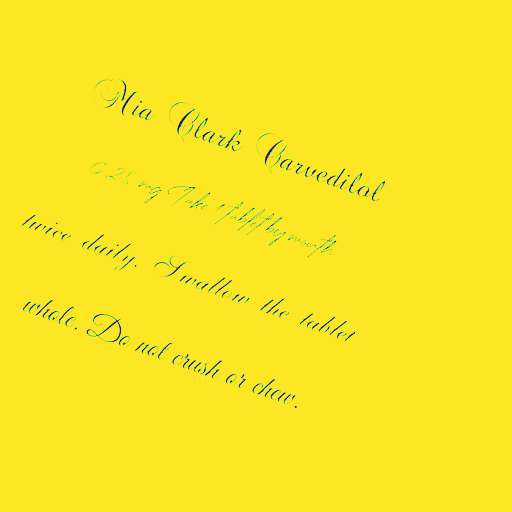 Mia Clark Carvedilol
6.25 mg Take 1 tablet by mouth
twice daily. Swallow the tablet
whole. Do not crush or chew.